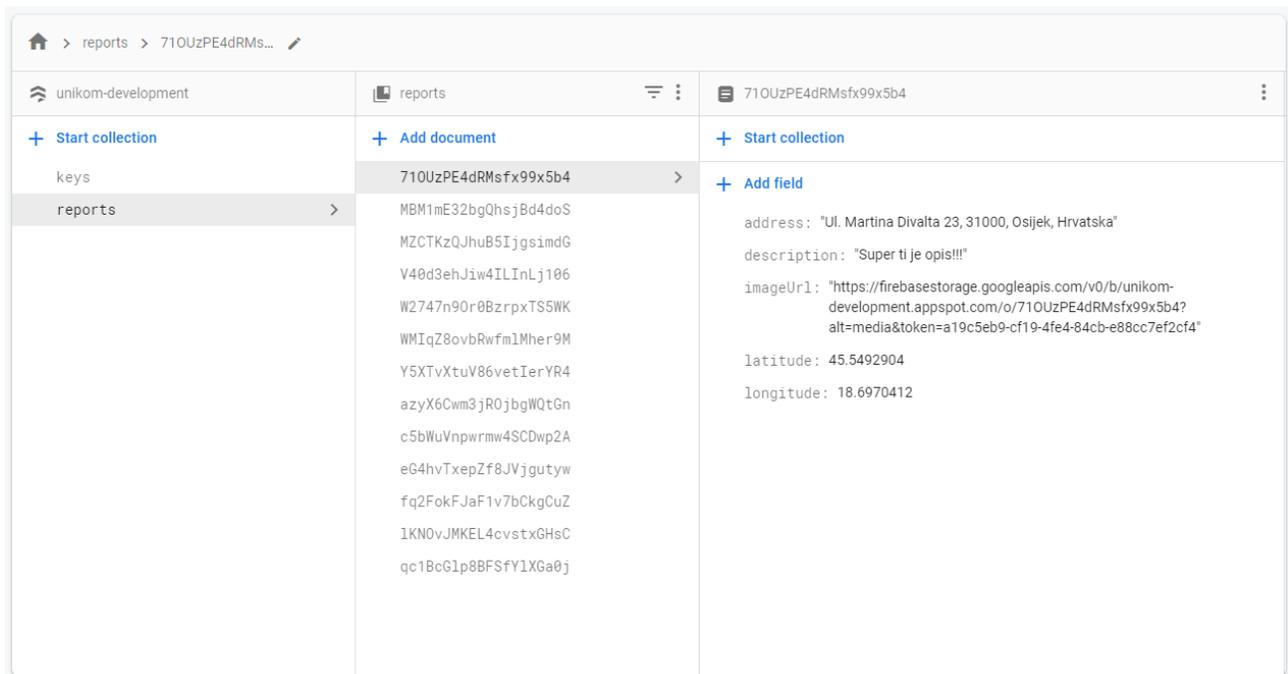 reports > 71OUzPE4dRMs...
unikom-development
reports
71OUzPE4dRMsfx99x5b4
Start collection
Add document
Start collection
keys
reports
71OUzPE4dRMsfx99x5b4
MBM1mE32bgQhsjBd4doS
MZCTKzQJhuB5IjgsimdG
V40d3ehJiw4ILInLj106
W2747n9Or0BzrpxTS5WK
WMIqZ8ovbRwfmlMher9M
Y5XTvXtuV86vetIerYR4
azyX6Cwm3jROjbgWQtGn
c5bWuVnpwrmw4SCDwp2A
eG4hvTxepZf8JVjgutyw
fq2FokFJaF1v7bCkgCuZ
lKNOvJMKEL4cvstxGHsC
qc1BcGlp8BFSfYlXGa0j
Add field
address: "Ul. Martina Divalta 23, 31000, Osijek, Hrvatska"
description: "Super ti je opis!!!"
imageUrl: "https://firebasestorage.googleapis.com/v0/b/unikom-
development.appspot.com/o/71OUzPE4dRMsfx99x5b4?
alt=media&token=a19c5eb9-cf19-4fe4-84cb-e88cc7ef2cf4"
latitude: 45.5492904
longitude: 18.6970412